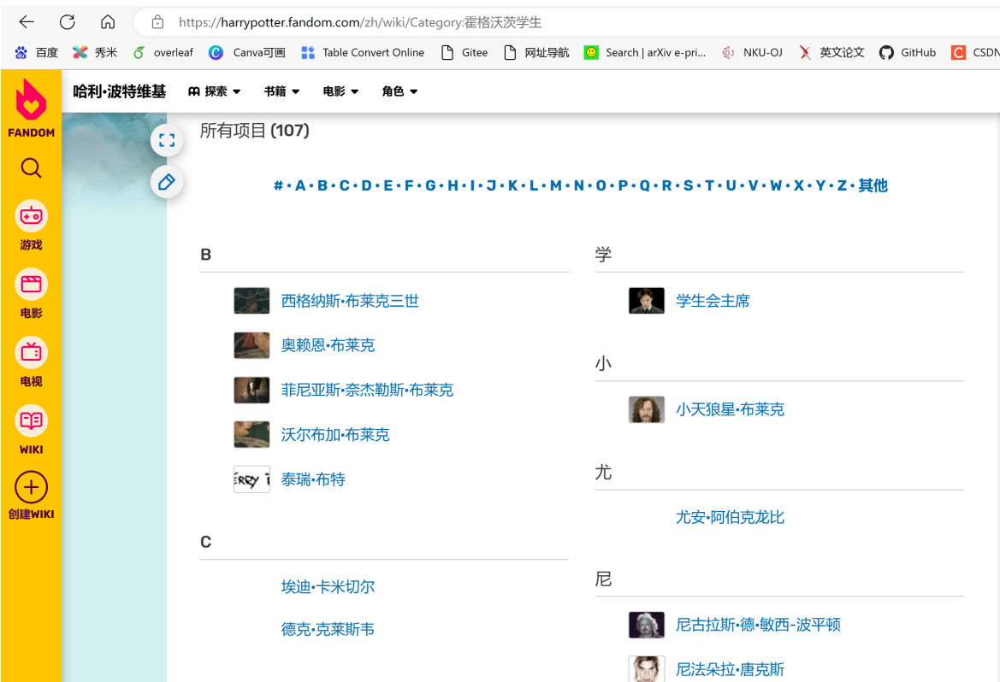 https://harrypotter.fandom.com/zh/wiki/Category:霍格沃茨学生
百度 秀米 overleaf Canva可画 Table Convert Online Gitee 网址导航 Search | arXiv e-pri... NKU-OJ 英文论文 GitHub CSDN
哈利·波特维基 探索 书籍 电影 角色
FANDOM
游戏
电影
电视
WIKI
创建WIKI
所有项目 (107)
# · A · B · C · D · E · F · G · H · I · J · K · L · M · N · O · P · Q · R · S · T · U · V · W · X · Y · Z · 其他
B
西格纳斯·布莱克三世
奥赖恩·布莱克
菲尼亚斯·奈杰勒斯·布莱克
沃尔布加·布莱克
泰瑞·布特
C
埃迪·卡米切尔
德克·克莱斯韦
学
学生会主席
小
小天狼星·布莱克
尤
尤安·阿伯克龙比
尼
尼古拉斯·德·敏西-波平顿
尼法朵拉·唐克斯